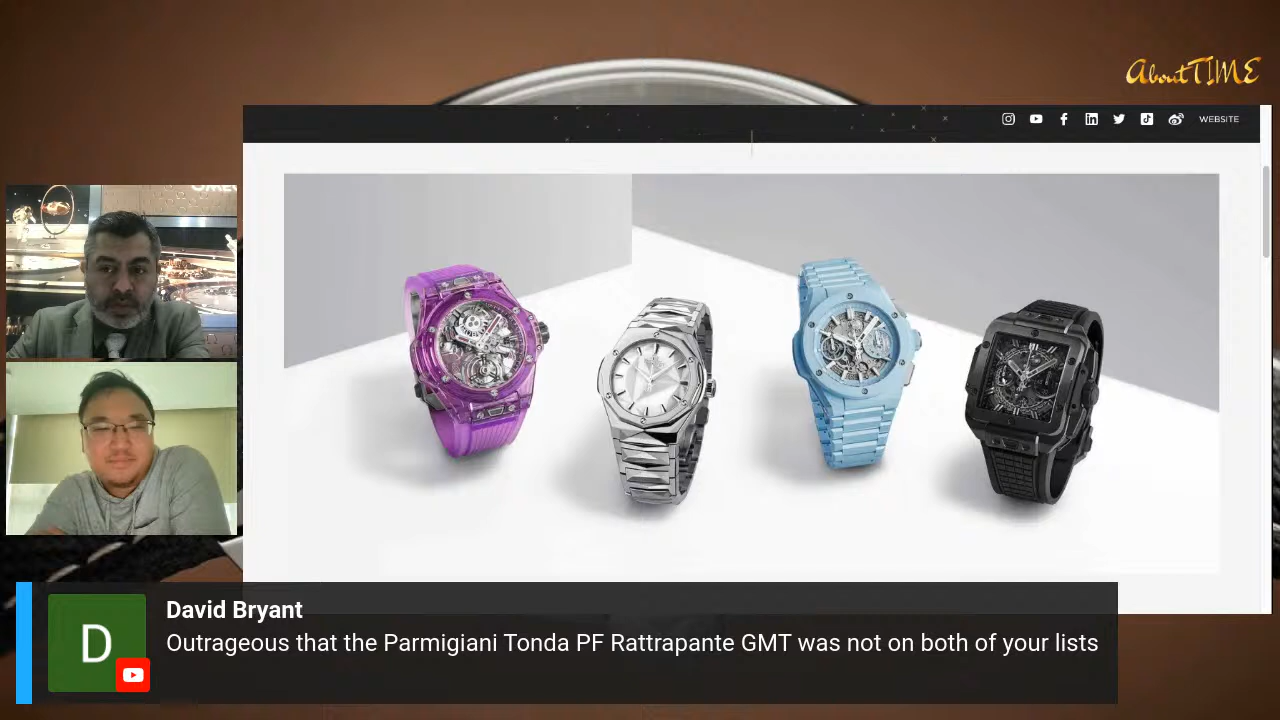 AboutTIME
WEBSITE
David Bryant
D
Outrageous that the Parmigiani Tonda PF Rattrapante GMT was not on both of your lists